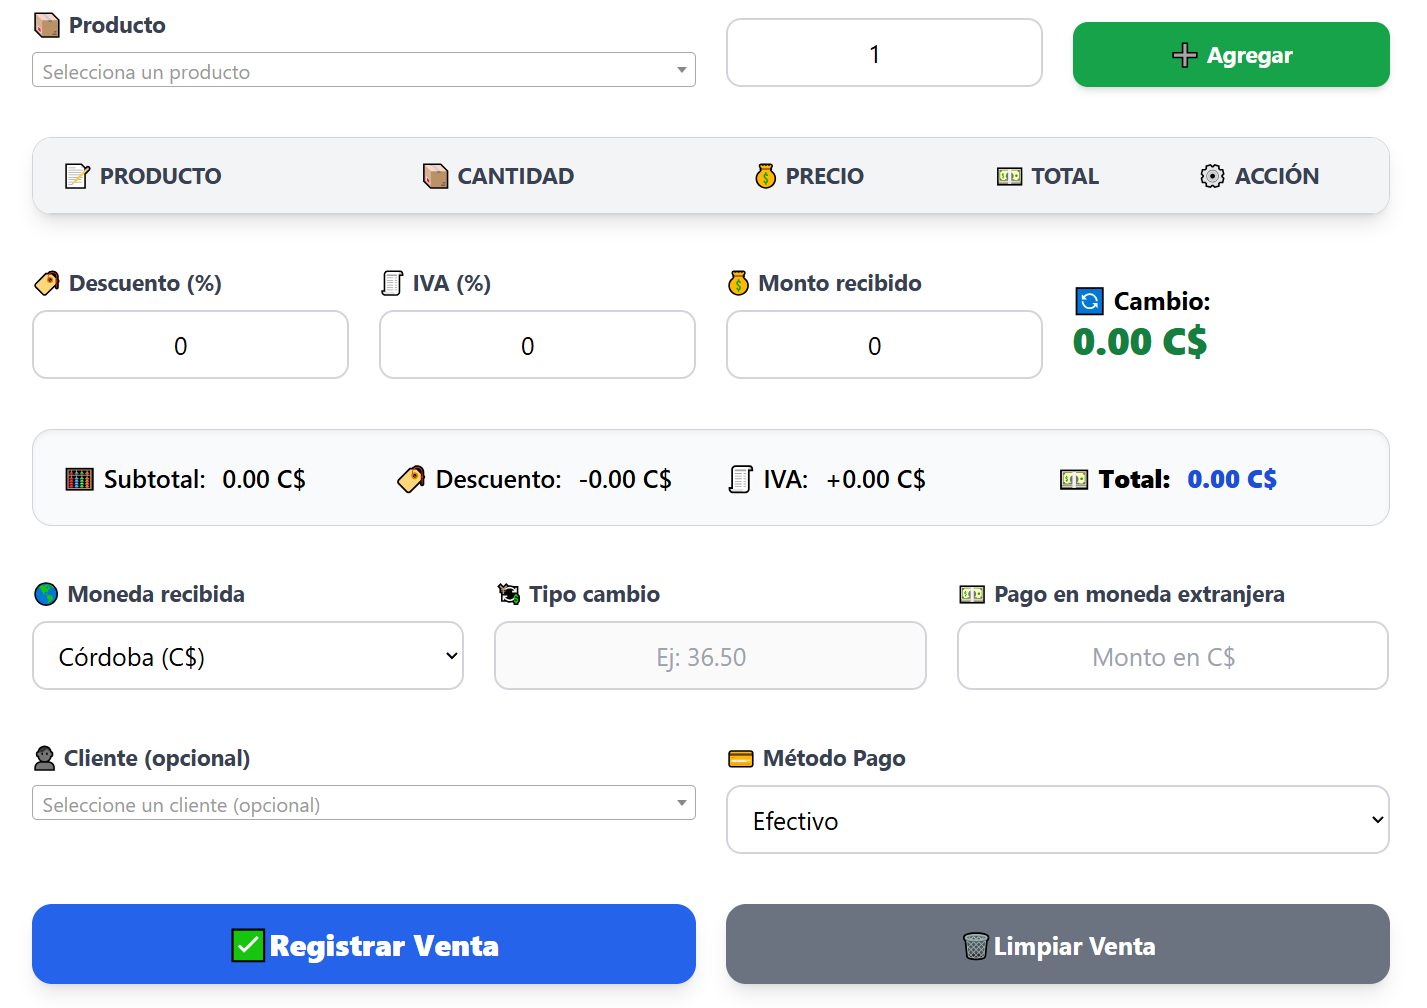 Producto
Selecciona un producto
1
Agregar
PRODUCTO CANTIDAD PRECIO TOTAL ACCIÓN
Descuento (%) IVA (%) Monto recibido
0 0 0
Cambio:
0.00 C$
Subtotal: 0.00 C$ Descuento: -0.00 C$ IVA: +0.00 C$ Total: 0.00 C$
Moneda recibida Tipo cambio Pago en moneda extranjera
Córdoba (C$) Ej: 36.50 Monto en C$
Cliente (opcional) Método Pago
Seleccione un cliente (opcional) Efectivo
Registrar Venta Limpiar Venta